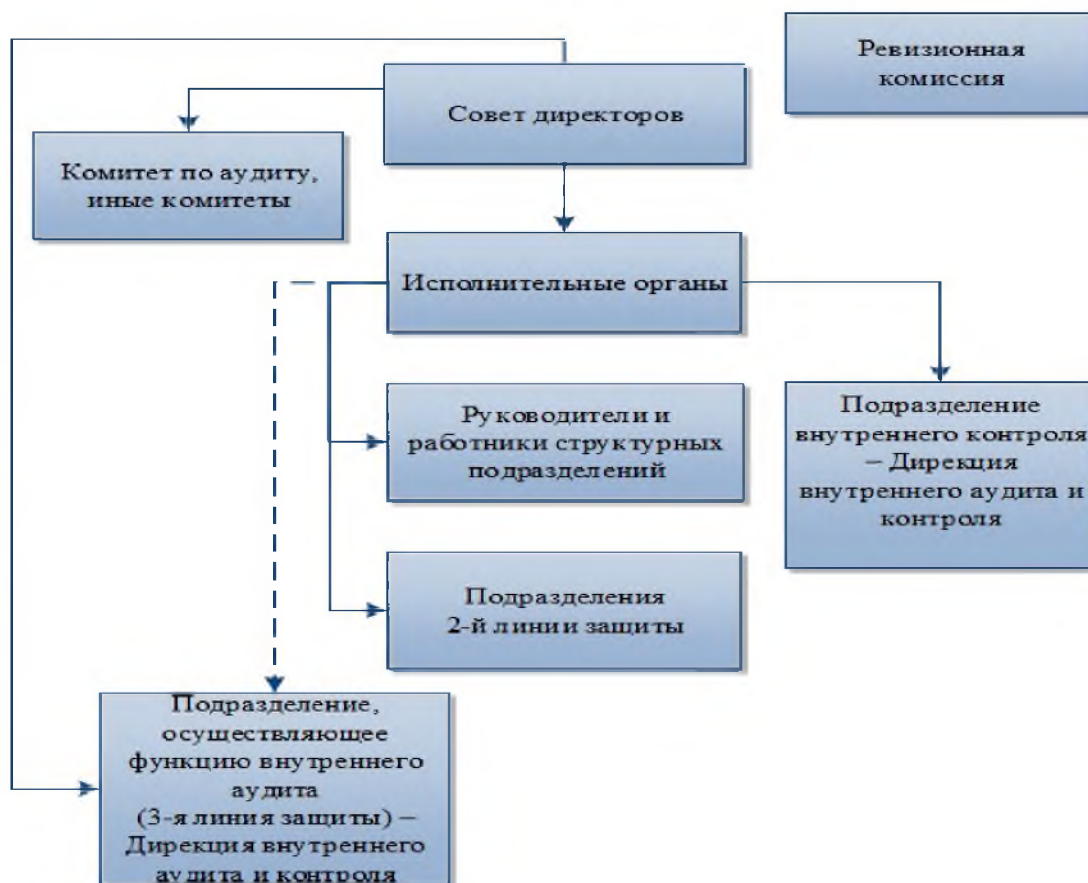 Ревизионная
комиссия
Совет директоров
Комитет по аудиту,
иные комитеты
Исполнительные органы
Руководители и
работники структурных
подразделений
Подразделение
внутреннего контроля
– Дирекция
внутреннего аудита и
контроля
Подразделения
2-й линии защиты
Подразделение,
осуществляющее
функцию внутреннего
аудита
(3-я линия защиты) –
Дирекция внутреннего
аудита и контроля